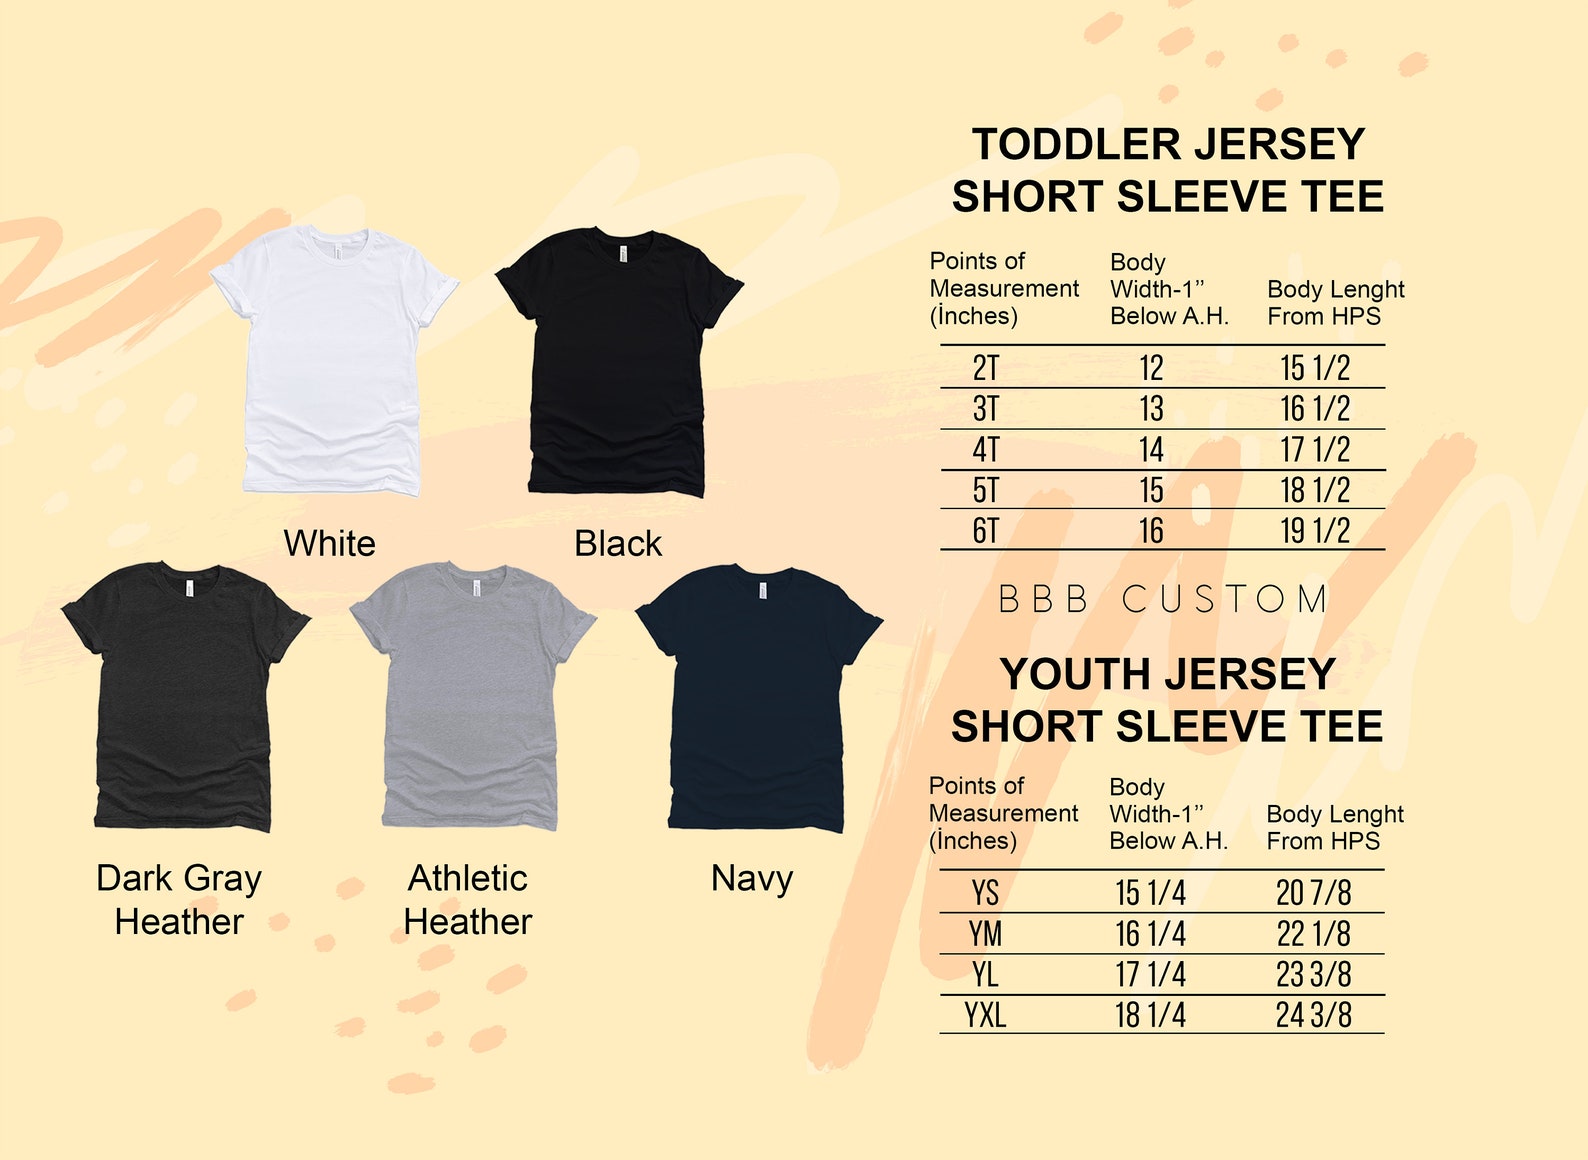 White
Black
Dark Gray
Heather
Athletic
Heather
Navy
TODDLER JERSEY
SHORT SLEEVE TEE
Points of
Measurement
(İnches)
Body
Width-1’’
Below A.H.
Body Lenght
From HPS
2T 12 15 1/2
3T 13 16 1/2
4T 14 17 1/2
5T 15 18 1/2
6T 16 19 1/2
BBB CUSTOM
YOUTH JERSEY
SHORT SLEEVE TEE
Points of
Measurement
(İnches)
Body
Width-1’’
Below A.H.
Body Lenght
From HPS
YS 15 1/4 20 7/8
YM 16 1/4 22 1/8
YL 17 1/4 23 3/8
YXL 18 1/4 24 3/8